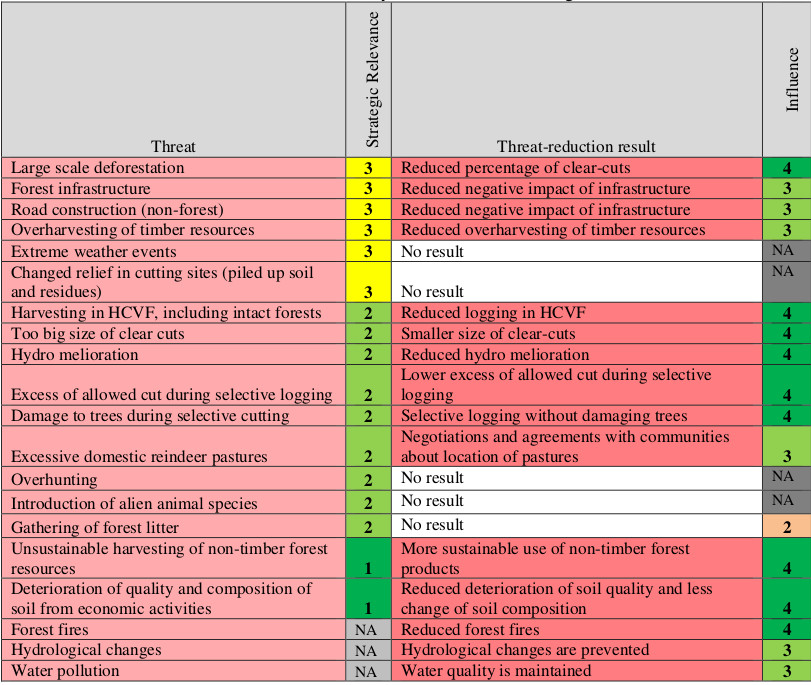 Threat Strategic Relevance Threat-reduction result Influence
Large scale deforestation 3 Reduced percentage of clear-cuts 4
Forest infrastructure 3 Reduced negative impact of infrastructure 3
Road construction (non-forest) 3 Reduced negative impact of infrastructure 3
Overharvesting of timber resources 3 Reduced overharvesting of timber resources 3
Extreme weather events 3 No result NA
Changed relief in cutting sites (piled up soil NA
and residues) 3 No result
Harvesting in HCVF, including intact forests 2 Reduced logging in HCVF 4
Too big size of clear cuts 2 Smaller size of clear-cuts 4
Hydro melioration 2 Reduced hydro melioration 4
Lower excess of allowed cut during selective
Excess of allowed cut during selective logging 2 logging 4
Damage to trees during selective cutting 2 Selective logging without damaging trees 4
Negotiations and agreements with communities
Excessive domestic reindeer pastures 2 about location of pastures 3
Overhunting 2 No result NA
Introduction of alien animal species 2 No result NA
Gathering of forest litter 2 No result 2
Unsustainable harvesting of non-timber forest More sustainable use of non-timber forest
resources 1 products 4
Deterioration of quality and composition of Reduced deterioration of soil quality and less
soil from economic activities 1 change of soil composition 4
Forest fires NA Reduced forest fires 4
Hydrological changes NA Hydrological changes are prevented 3
Water pollution NA Water quality is maintained 3